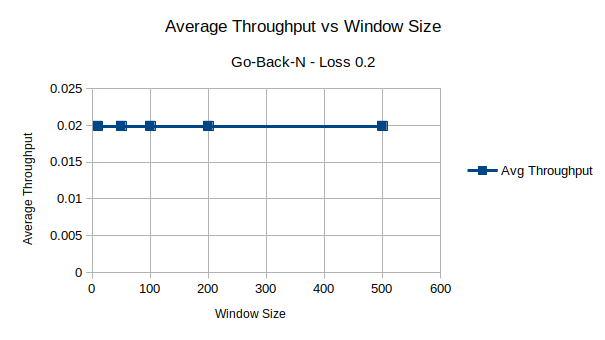 Average Throughput vs Window Size
Go-Back-N - Loss 0.2
0.025
0.02
0.015
0.01
0.005
0
Average Throughput
0 100 200 300 400 500 600
Window Size
Avg Throughput